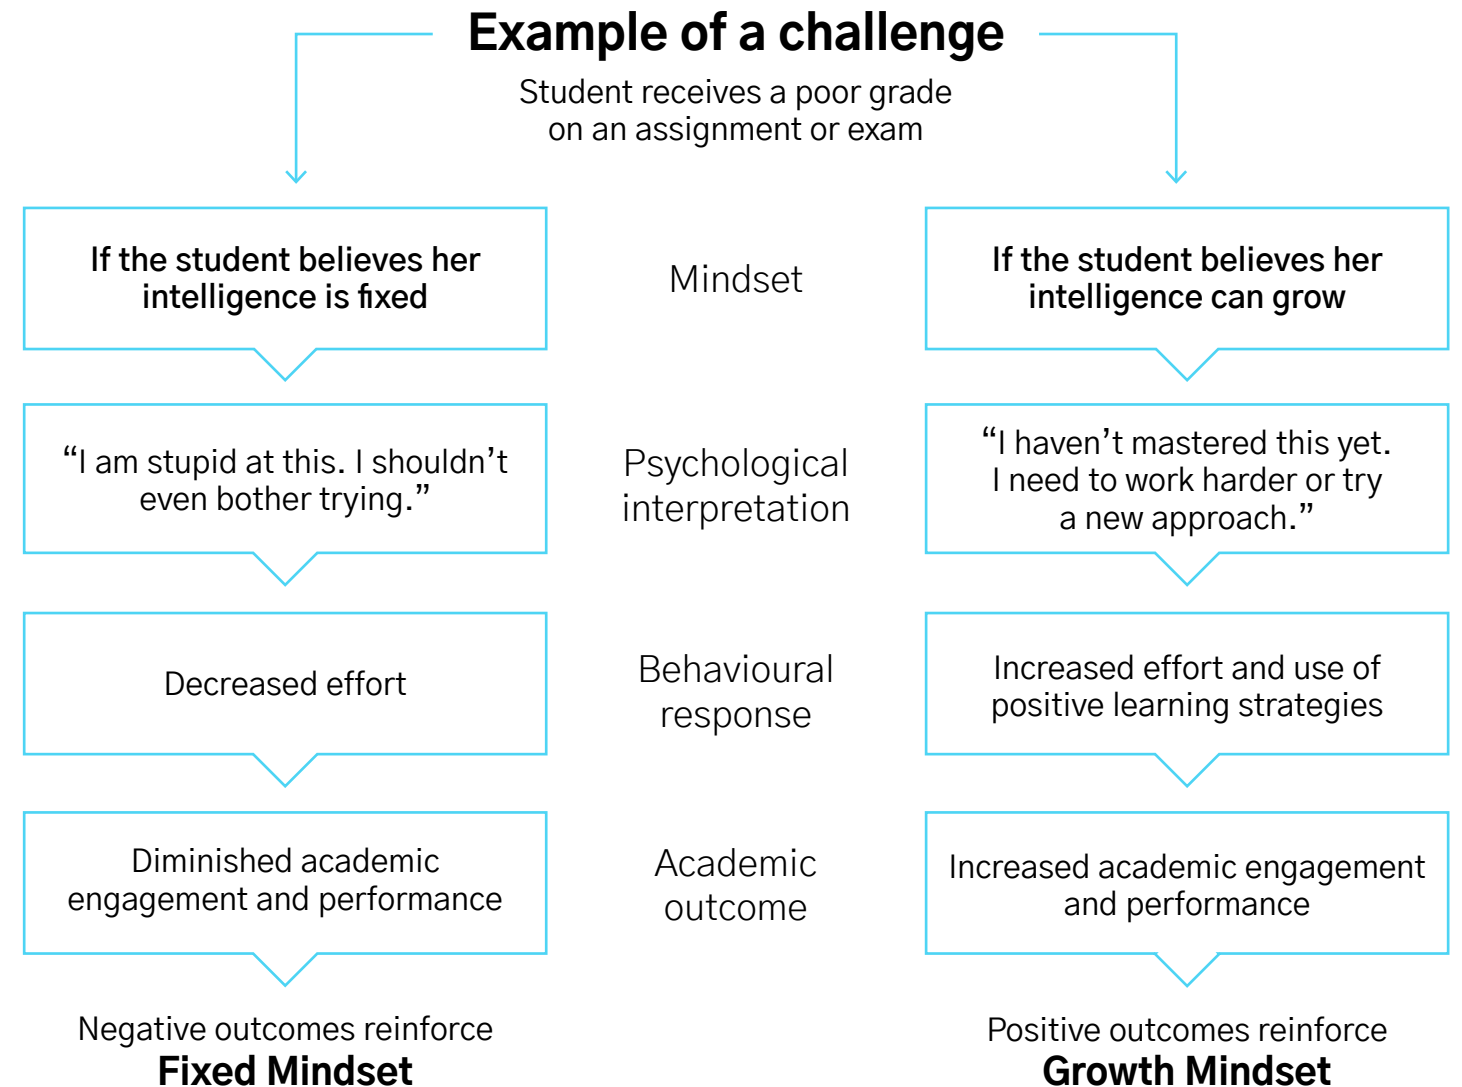 Example of a challenge
Student receives a poor grade
on an assignment or exam
If the student believes her
intelligence is fixed
Mindset
If the student believes her
intelligence can grow
“I am stupid at this. I shouldn’t
even bother trying.”
Psychological
interpretation
“I haven’t mastered this yet.
I need to work harder or try
a new approach.”
Decreased effort
Behavioural
response
Increased effort and use of
positive learning strategies
Diminished academic
engagement and performance
Academic
outcome
Increased academic engagement
and performance
Negative outcomes reinforce
Fixed Mindset
Positive outcomes reinforce
Growth Mindset